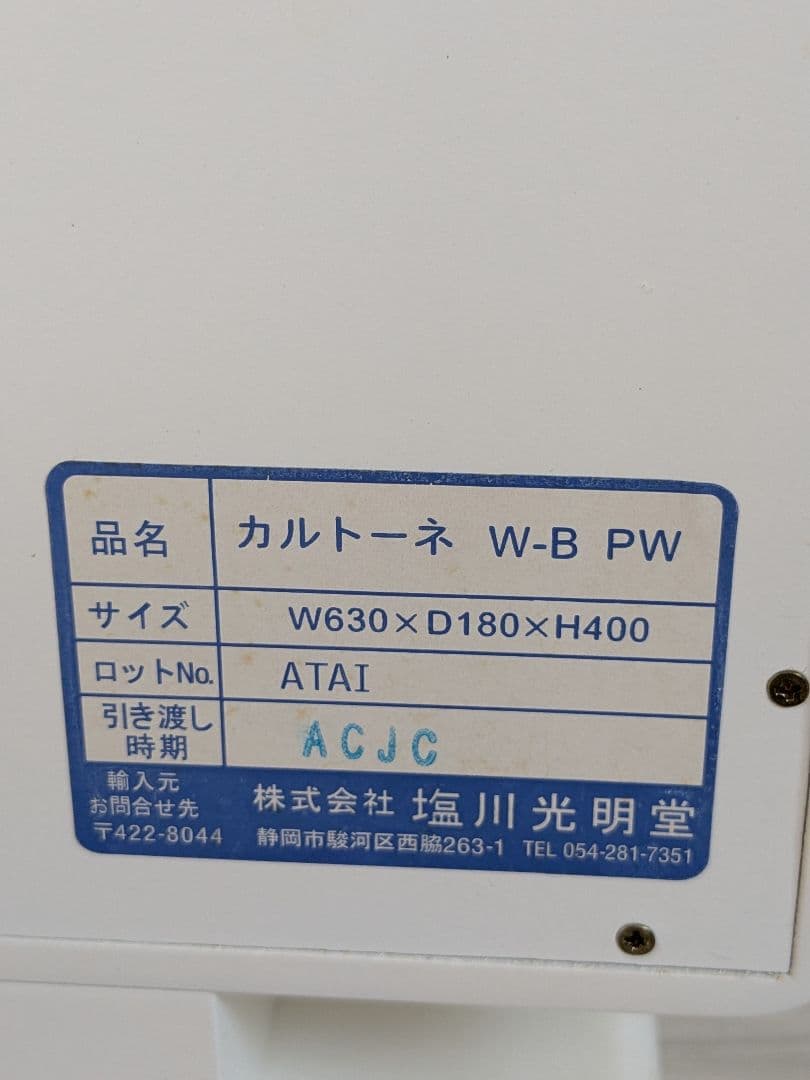 品名 カルトーネ W-B PW
サイズ W630×D180×H400
ロットNo. ATAI
引き渡し
時期 ACJC
輸入元
お問合せ先
〒422-8044
株式会社 塩川光明堂
静岡市駿河区西脇263-1 TEL 054-281-7351